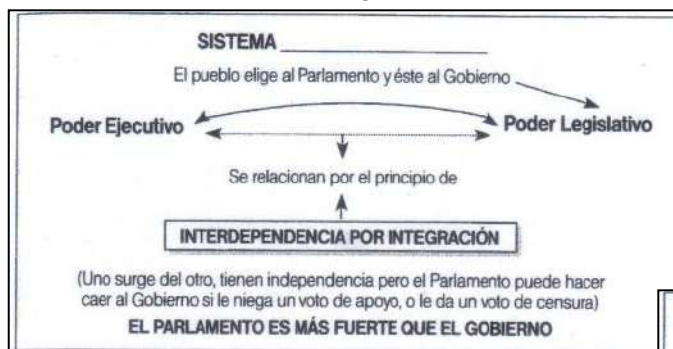 SISTEMA ____________________
El pueblo elige al Parlamento y éste al Gobierno
Poder Ejecutivo
Poder Legislativo
Se relacionan por el principio de
INTERDEPENDENCIA POR INTEGRACIÓN
(Uno surge del otro, tienen independencia pero el Parlamento puede hacer
caer al Gobierno si le niega un voto de apoyo, o le da un voto de censura)
EL PARLAMENTO ES MÁS FUERTE QUE EL GOBIERNO